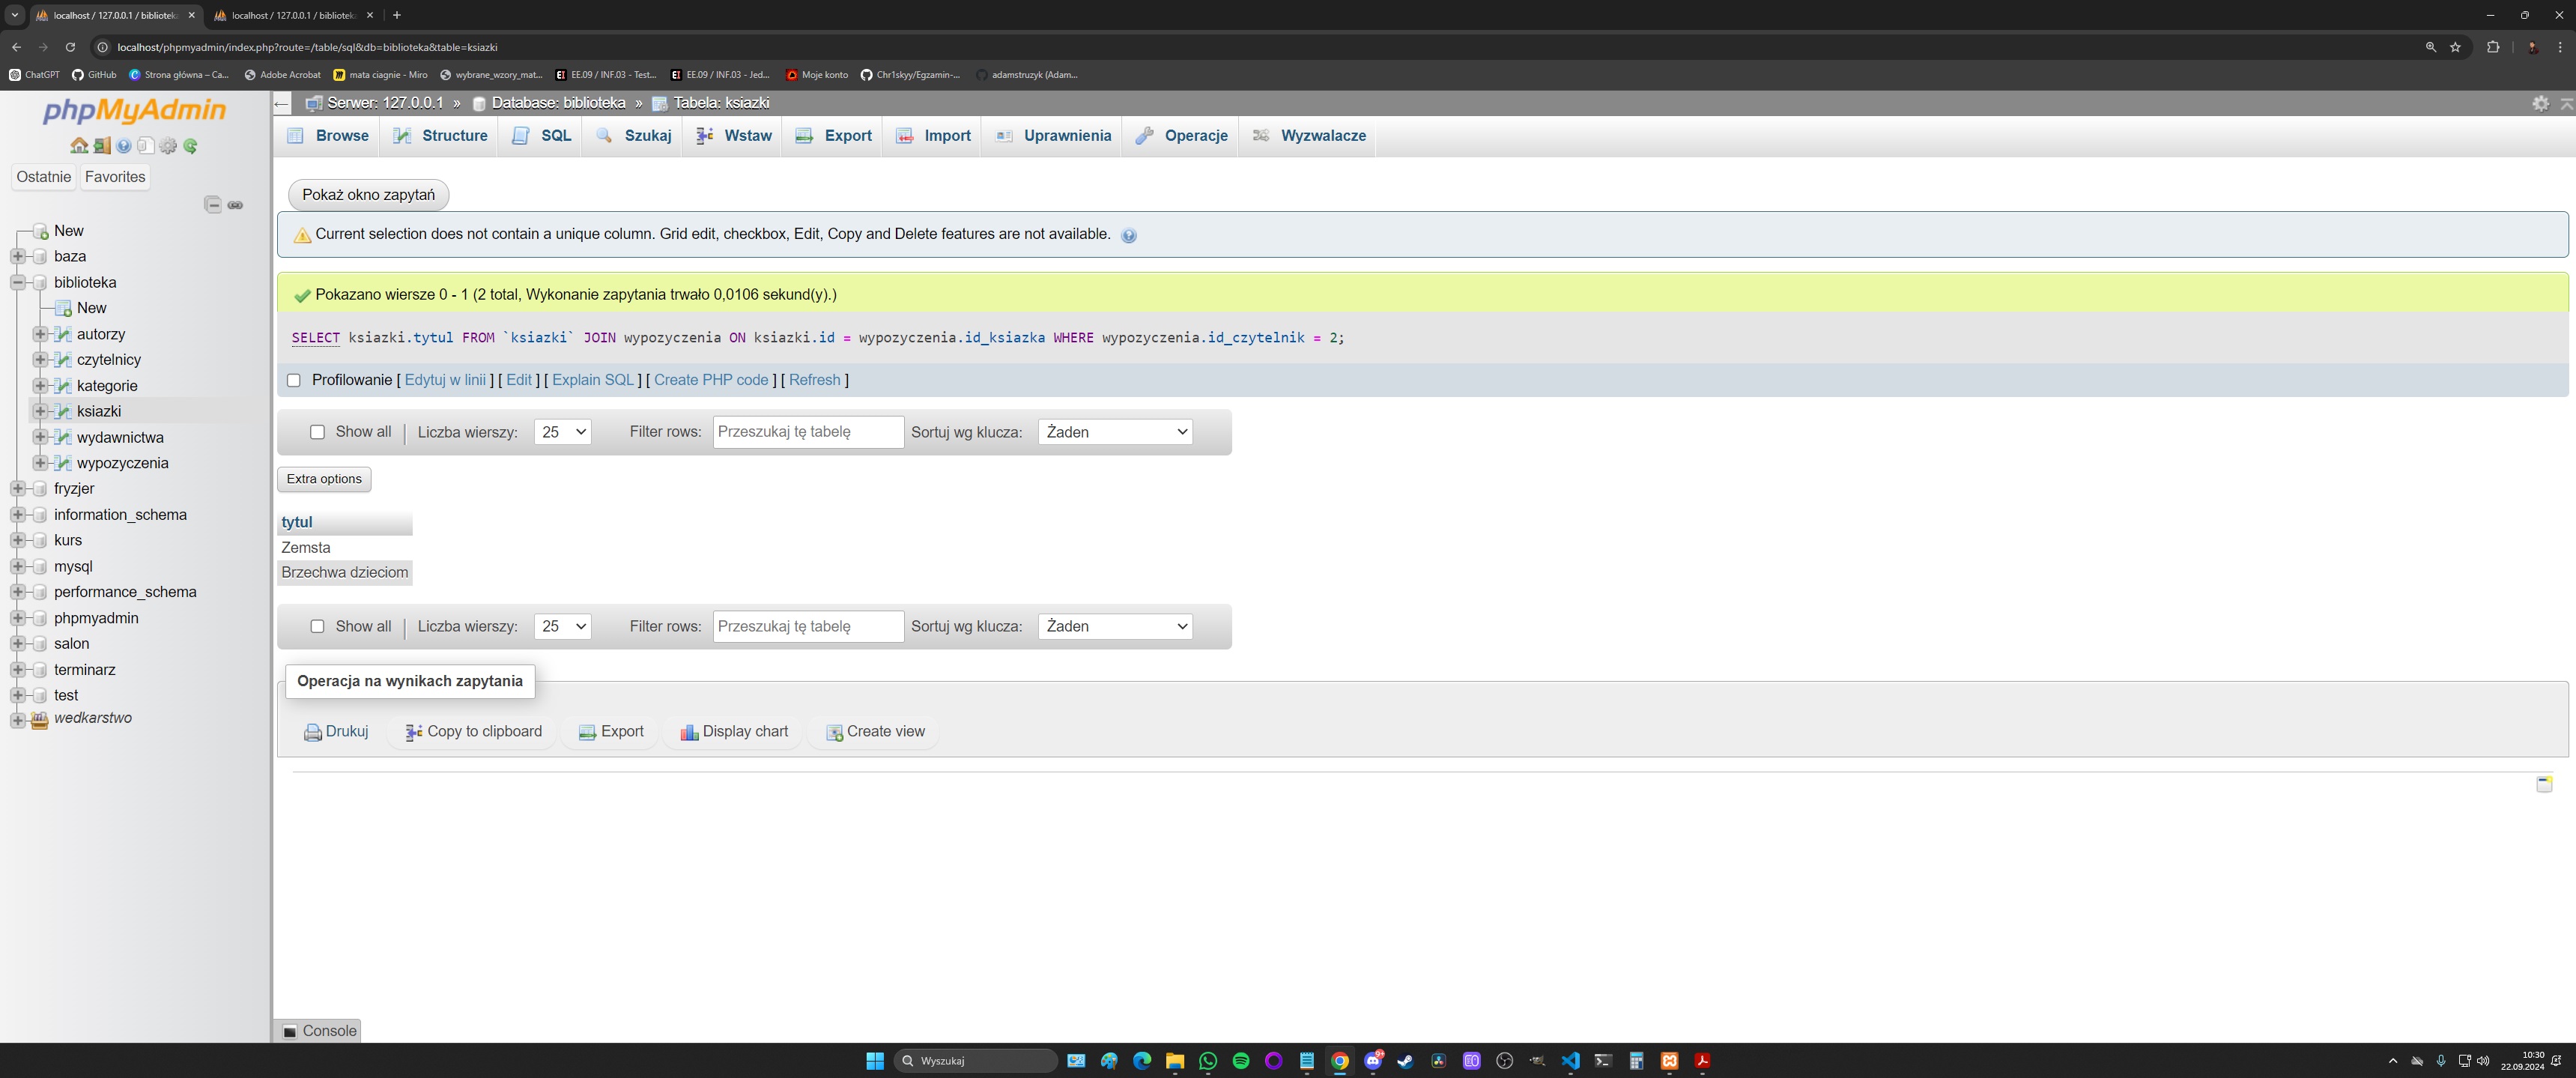 localhost / 127.0.0.1 / bibliotek
localhost / 127.0.0.1 / bibliotek
localhost/phpmyadmin/index.php?route=/table/sql&db=biblioteka&table=ksiazki
ChatGPT GitHub Strona główna – Ca... Adobe Acrobat mata ciagnie - Miro wybrane_wzory_mat... EE.09 / INF.03 - Test... EE.09 / INF.03 - Jed... Moje konto Chr1skyy/Egzamin-... adamstruzyk (Adam...
phpMyAdmin
Ostatnie Favorites
New
baza
biblioteka
New
autorzy
czytelnicy
kategorie
ksiazki
wydawnictwa
wypozyczenia
fryzjer
information_schema
kurs
mysql
performance_schema
phpmyadmin
salon
terminarz
test
wedkarstwo
Serwer: 127.0.0.1 » Database: biblioteka » Tabela: ksiazki
Browse Structure SQL Szukaj Wstaw Export Import Uprawnienia Operacje Wyzwalacze
Pokaż okno zapytań
Current selection does not contain a unique column. Grid edit, checkbox, Edit, Copy and Delete features are not available.
Pokazano wiersze 0 - 1 (2 total, Wykonanie zapytania trwało 0,0106 sekund(y).)
SELECT ksiazki.tytul FROM `ksiazki` JOIN wypozyczenia ON ksiazki.id = wypozyczenia.id_ksiazka WHERE wypozyczenia.id_czytelnik = 2;
Profilowanie [ Edytuj w linii ] [ Edit ] [ Explain SQL ] [ Create PHP code ] [ Refresh ]
Show all | Liczba wierszy: 25 Filter rows: Przeszukaj tę tabelę Sortuj wg klucza: Żaden
Extra options
tytul
Zemsta
Brzechwa dzieciom
Show all | Liczba wierszy: 25 Filter rows: Przeszukaj tę tabelę Sortuj wg klucza: Żaden
Operacja na wynikach zapytania
Drukuj Copy to clipboard Export Display chart Create view
Console
Wyszukaj
10:30
22.09.2024